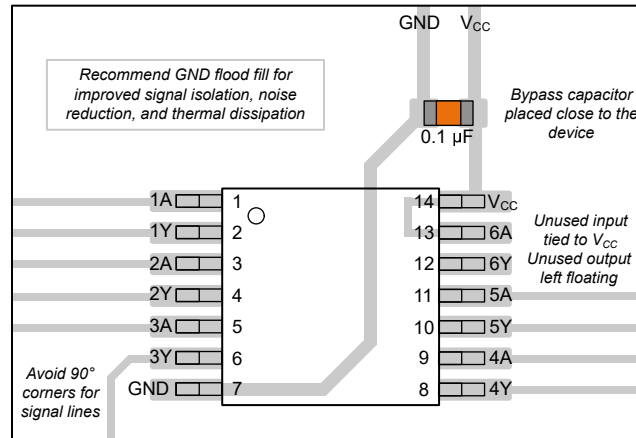 GND VCC
Recommend GND flood fill for
improved signal isolation, noise
reduction, and thermal dissipation
Bypass capacitor
placed close to the
device
0.1 µF
1A 1 14 VCC
1Y 2 13 6A
2A 3 12 6Y
2Y 4 11 5A
3A 5 10 5Y
3Y 6 9 4A
GND 7 8 4Y
Unused input
tied to VCC
Unused output
left floating
Avoid 90°
corners for
signal lines